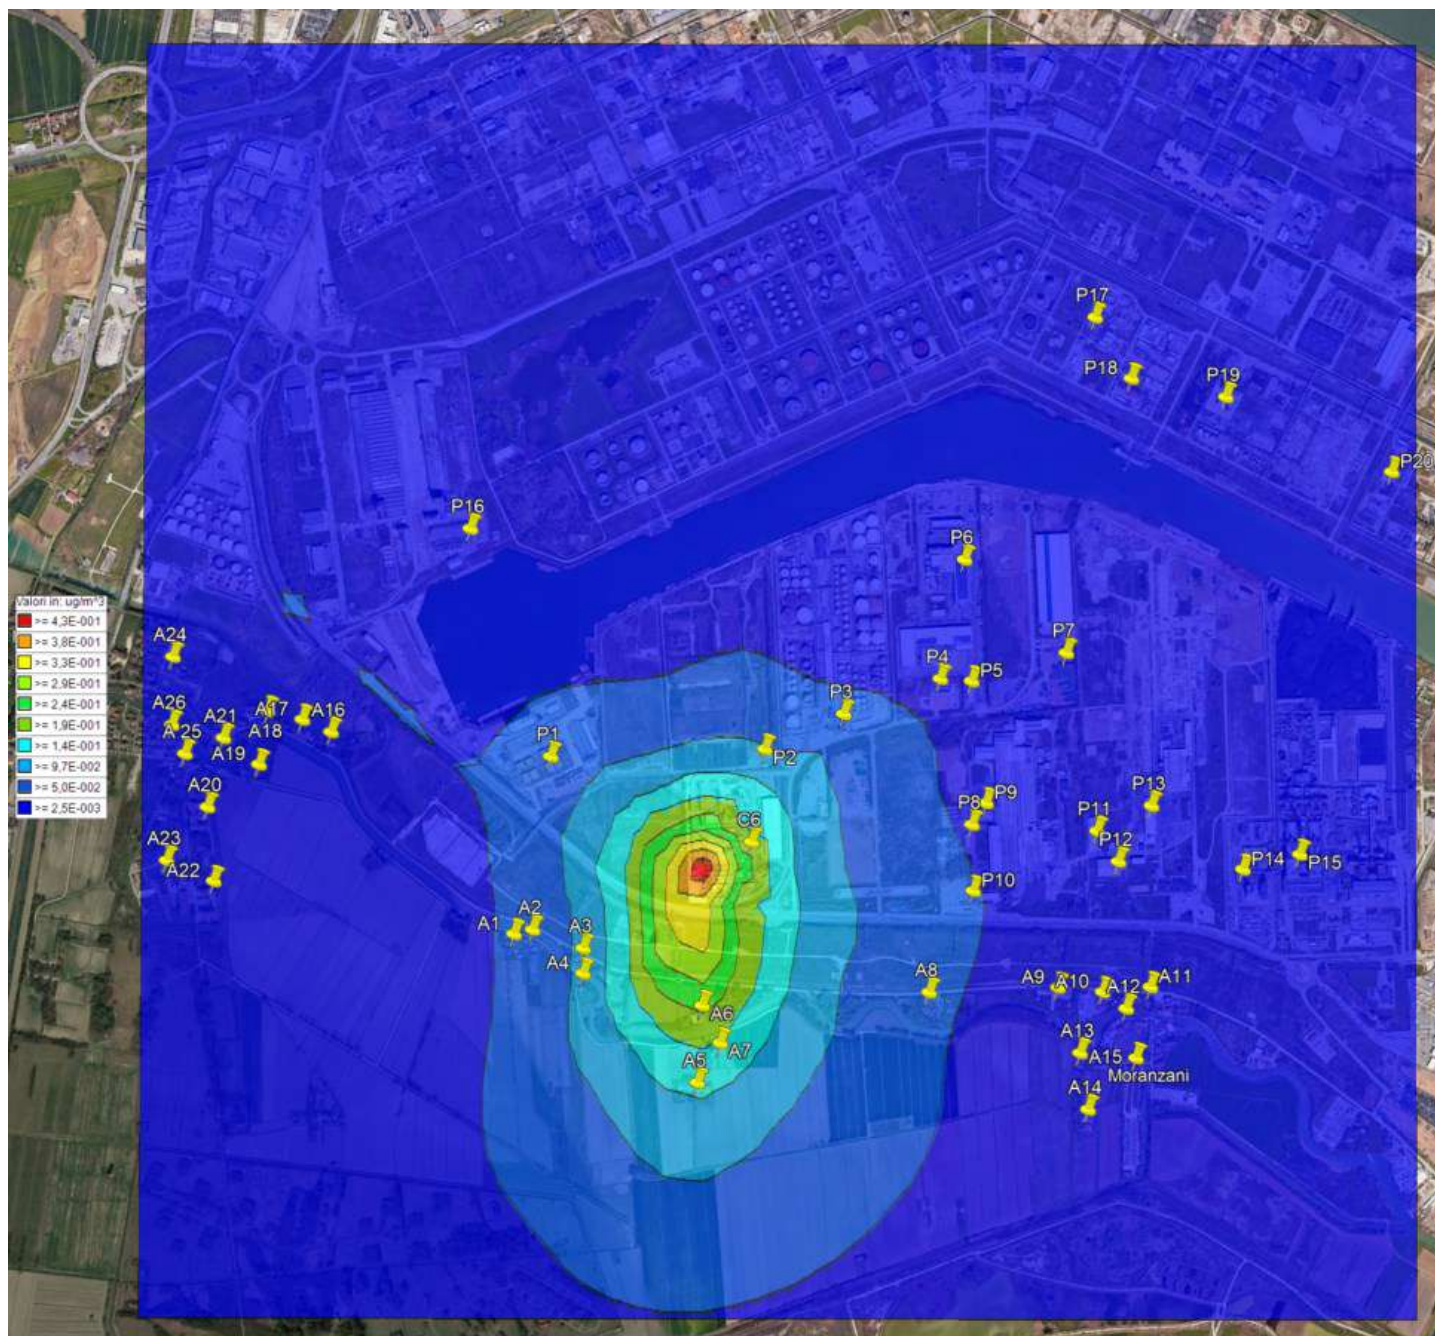 P17
P18
P19
P20
P16
P6
Valori in: ug/m^3
>= 4,3E-001
>= 3,8E-001
>= 3,3E-001
>= 2,9E-001
>= 2,4E-001
>= 1,9E-001
>= 1,4E-001
>= 9,7E-002
>= 5,0E-002
>= 2,5E-003
A24
P7
P4
P5
A26
A17
A16
P3
A21
A25
A18
A19
P1
P2
A20
P13
P8
P9
C6
P11
P12
A23
A22
P14
P15
P10
A1
A2
A3
A4
A8
A9
A10
A11
A12
A6
A7
A5
A13
A15
Moranzani
A14